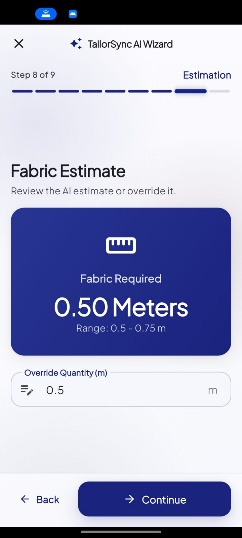 TailorSync AI Wizard
Step 8 of 9
Estimation
Fabric Estimate
Review the AI estimate or override it.
Fabric Required
0.50 Meters
Range: 0.5 - 0.75 m
Override Quantity (m)
0.5 m
Back
Continue